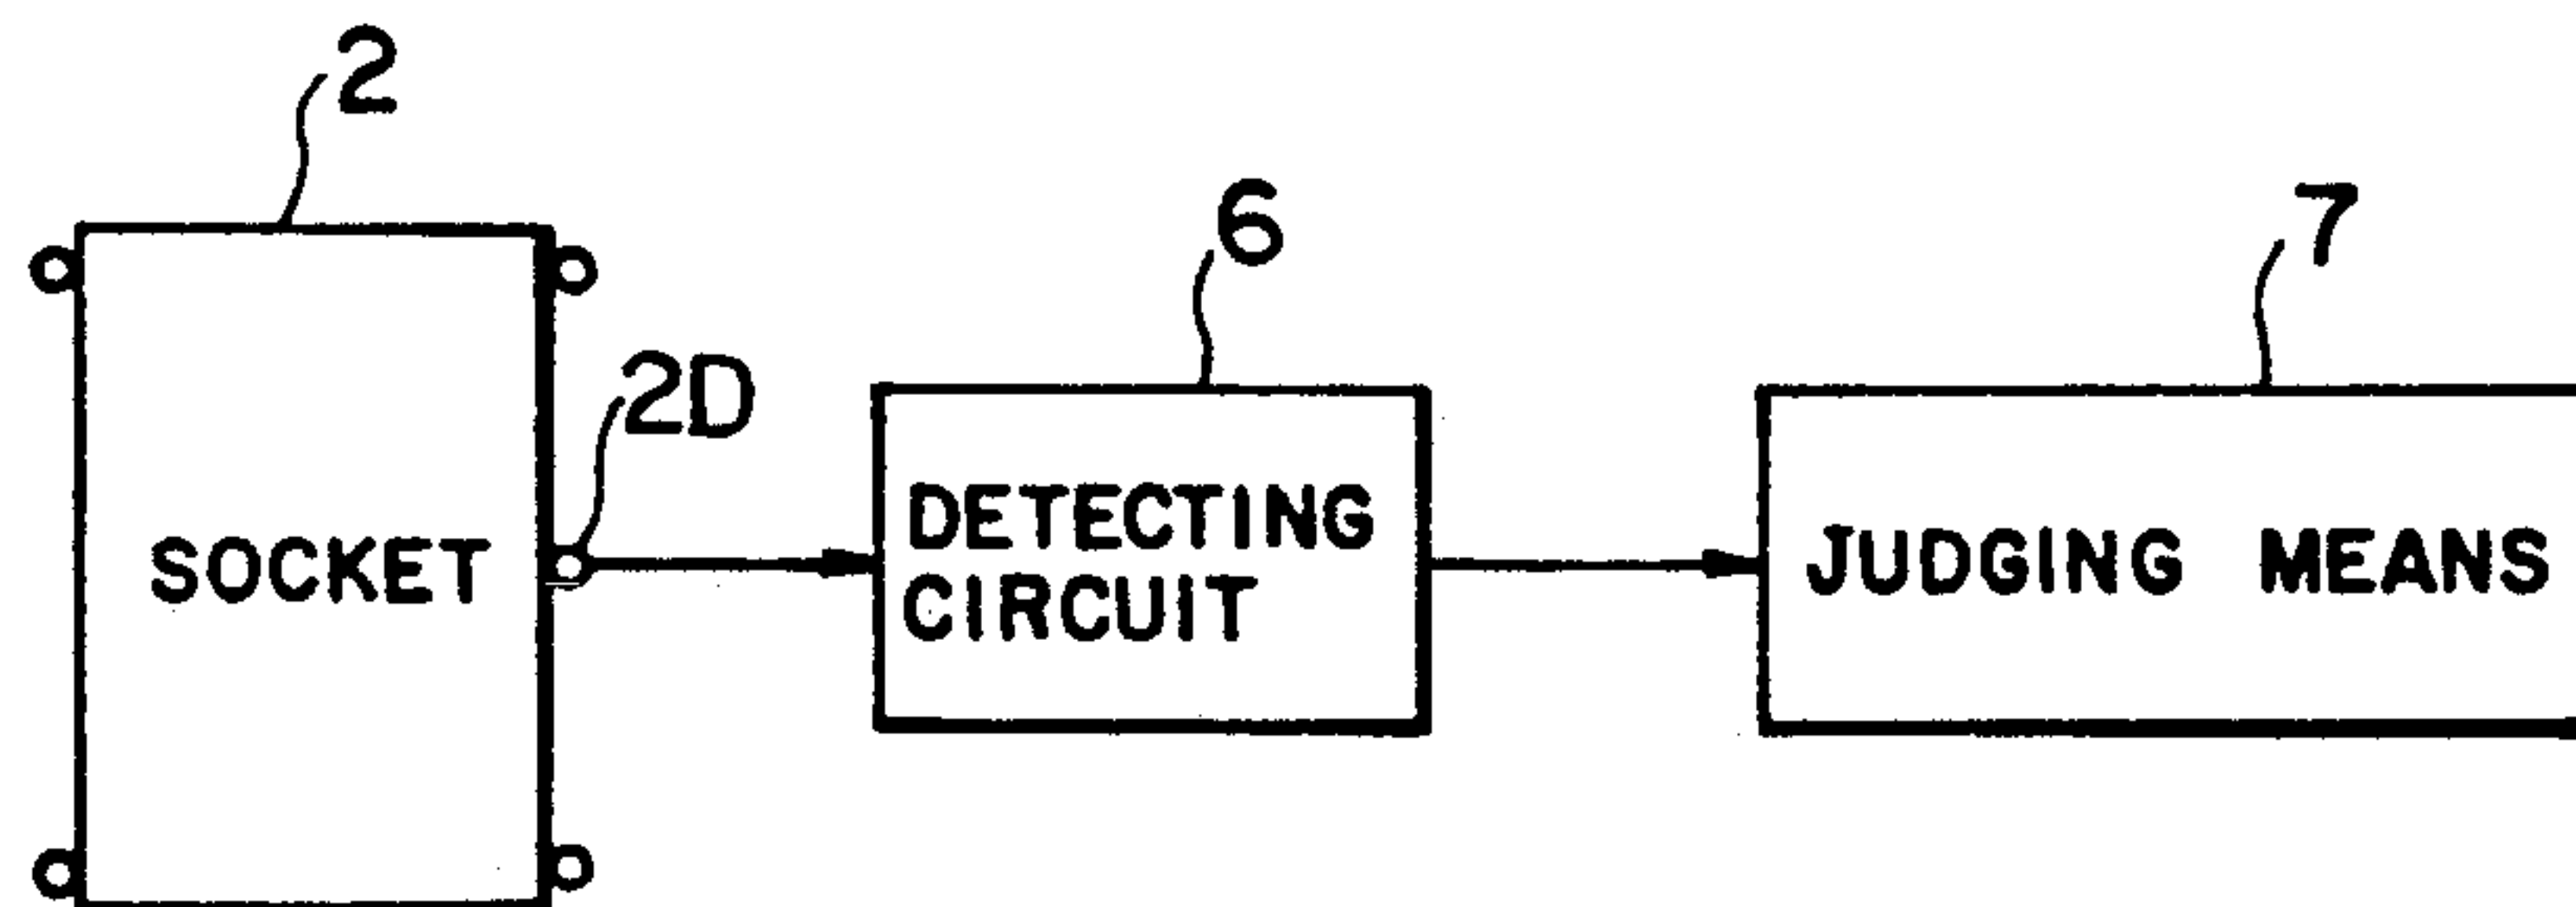 2
6
7
2D
SOCKET
DETECTING
CIRCUIT
JUDGING MEANS